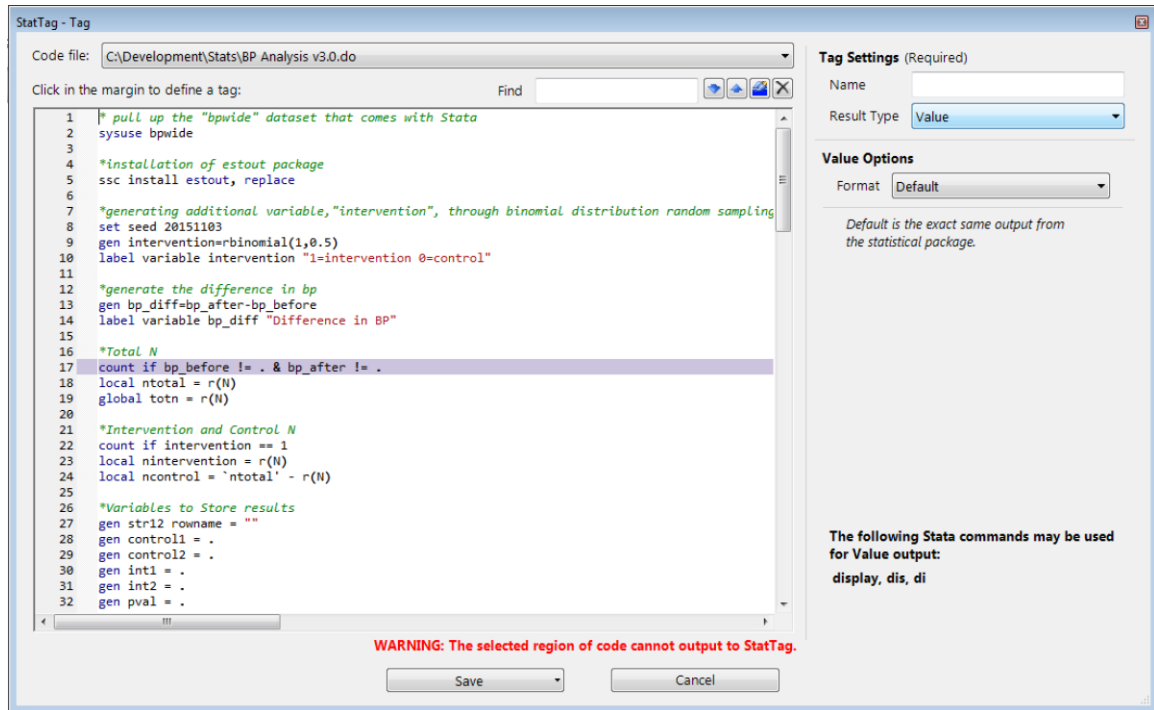 StatTag - Tag
Code file: C:\Development\Stats\BP Analysis v3.0.do
Click in the margin to define a tag: Find
1 * pull up the "bpwide" dataset that comes with Stata
2 sysuse bpwide
3
4 *installation of estout package
5 ssc install estout, replace
6
7 *generating additional variable,"intervention", through binomial distribution random sampling
8 set seed 20151103
9 gen intervention=rbinomial(1,0.5)
10 label variable intervention "1=intervention 0=control"
11
12 *generate the difference in bp
13 gen bp_diff=bp_after-bp_before
14 label variable bp_diff "Difference in BP"
15
16 *Total N
17 count if bp_before != . & bp_after != .
18 local ntotal = r(N)
19 global totn = r(N)
20
21 *Intervention and Control N
22 count if intervention == 1
23 local nintervention = r(N)
24 local ncontrol = `ntotal' - r(N)
25
26 *Variables to Store results
27 gen str12 rowname = ""
28 gen control1 = .
29 gen control2 = .
30 gen int1 = .
31 gen int2 = .
32 gen pval = .
WARNING: The selected region of code cannot output to StatTag.
Save Cancel
Tag Settings (Required)
Name
Result Type Value
Value Options
Format Default
Default is the exact same output from
the statistical package.
The following Stata commands may be used
for Value output:
display, dis, di